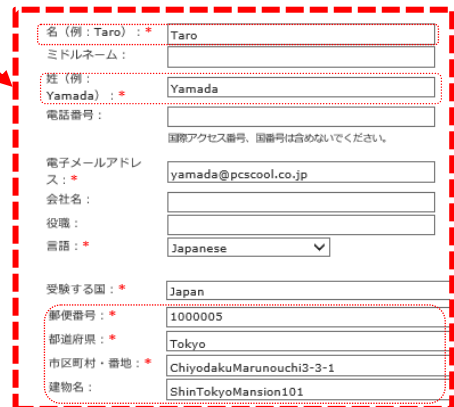 名（例：Taro）：* Taro
ミドルネーム：
姓（例：
Yamada）：* Yamada
電話番号：
国際アクセス番号、国番号は含めないでください。
電子メールアドレ
ス：* yamada@pcscool.co.jp
会社名：
役職：
言語：* Japanese
受験する国：* Japan
郵便番号：* 1000005
都道府県：* Tokyo
市区町村・番地：* ChiyodakuMarunouchi3-3-1
建物名： ShinTokyoMansion101